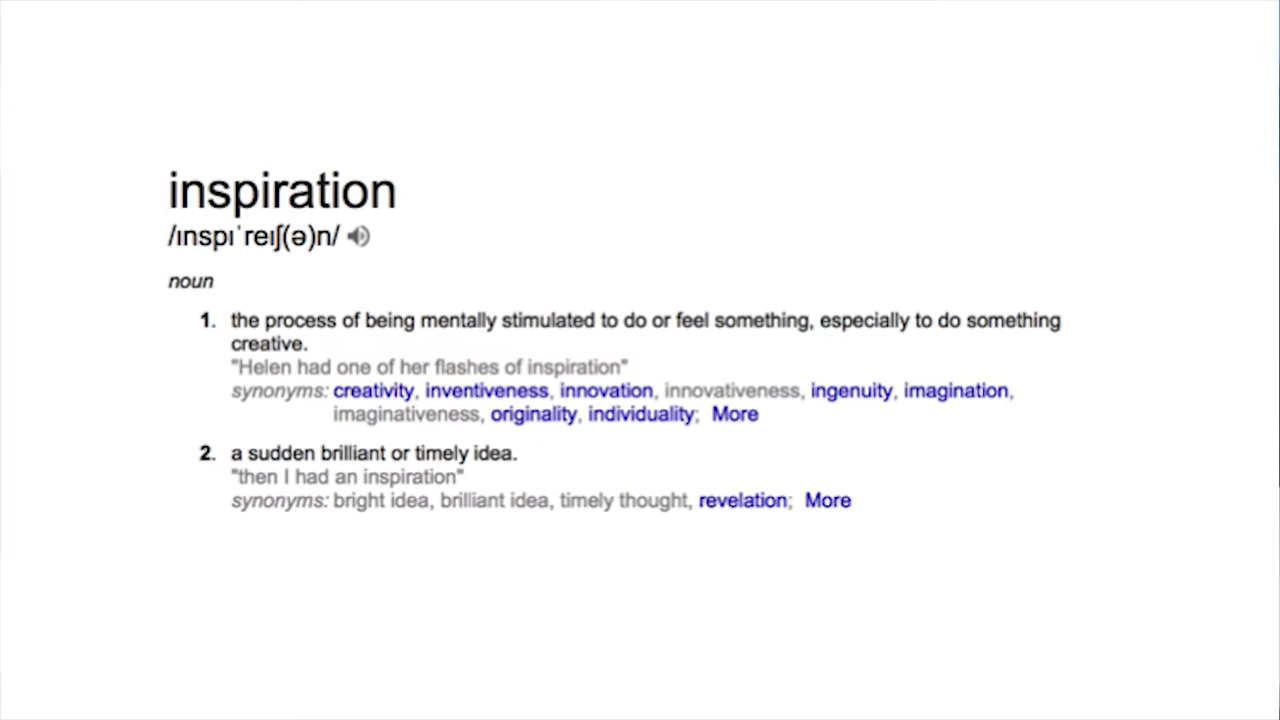 inspiration
/ɪnspɪˈreɪʃ(ə)n/
noun
1. the process of being mentally stimulated to do or feel something, especially to do something
creative.
"Helen had one of her flashes of inspiration"
synonyms: creativity, inventiveness, innovation, innovativeness, ingenuity, imagination,
imaginativeness, originality, individuality; More
2. a sudden brilliant or timely idea.
"then I had an inspiration"
synonyms: bright idea, brilliant idea, timely thought, revelation; More